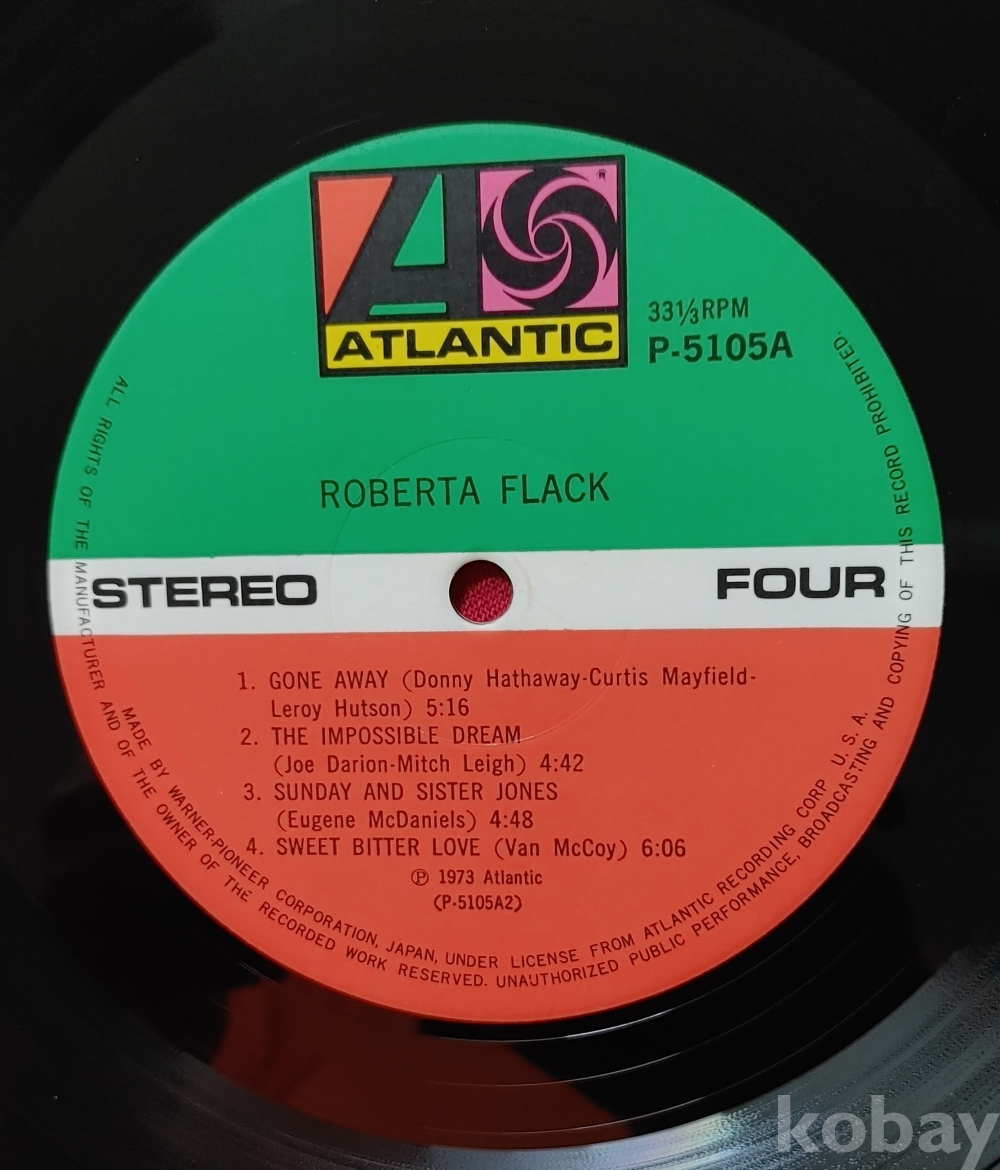 ATLANTIC
®
33⅓RPM
P-5105A
ROBERTA FLACK
STEREO
FOUR
1. GONE AWAY (Donny Hathaway-Curtis Mayfield-
Leroy Hutson) 5:16
2. THE IMPOSSIBLE DREAM
(Joe Darion-Mitch Leigh) 4:42
3. SUNDAY AND SISTER JONES
(Eugene McDaniels) 4:48
4. SWEET BITTER LOVE (Van McCoy) 6:06
℗ 1973 Atlantic
(P-5105A2)
MADE BY WARNER-PIONEER CORPORATION, JAPAN, UNDER LICENSE FROM ATLANTIC RECORDING CORP U. S. A.
ALL RIGHTS OF THE MANUFACTURER AND OF THE OWNER OF THE RECORDED WORK RESERVED. UNAUTHORIZED PUBLIC PERFORMANCE, BROADCASTING AND COPYING OF THIS RECORD PROHIBITED.
kobay